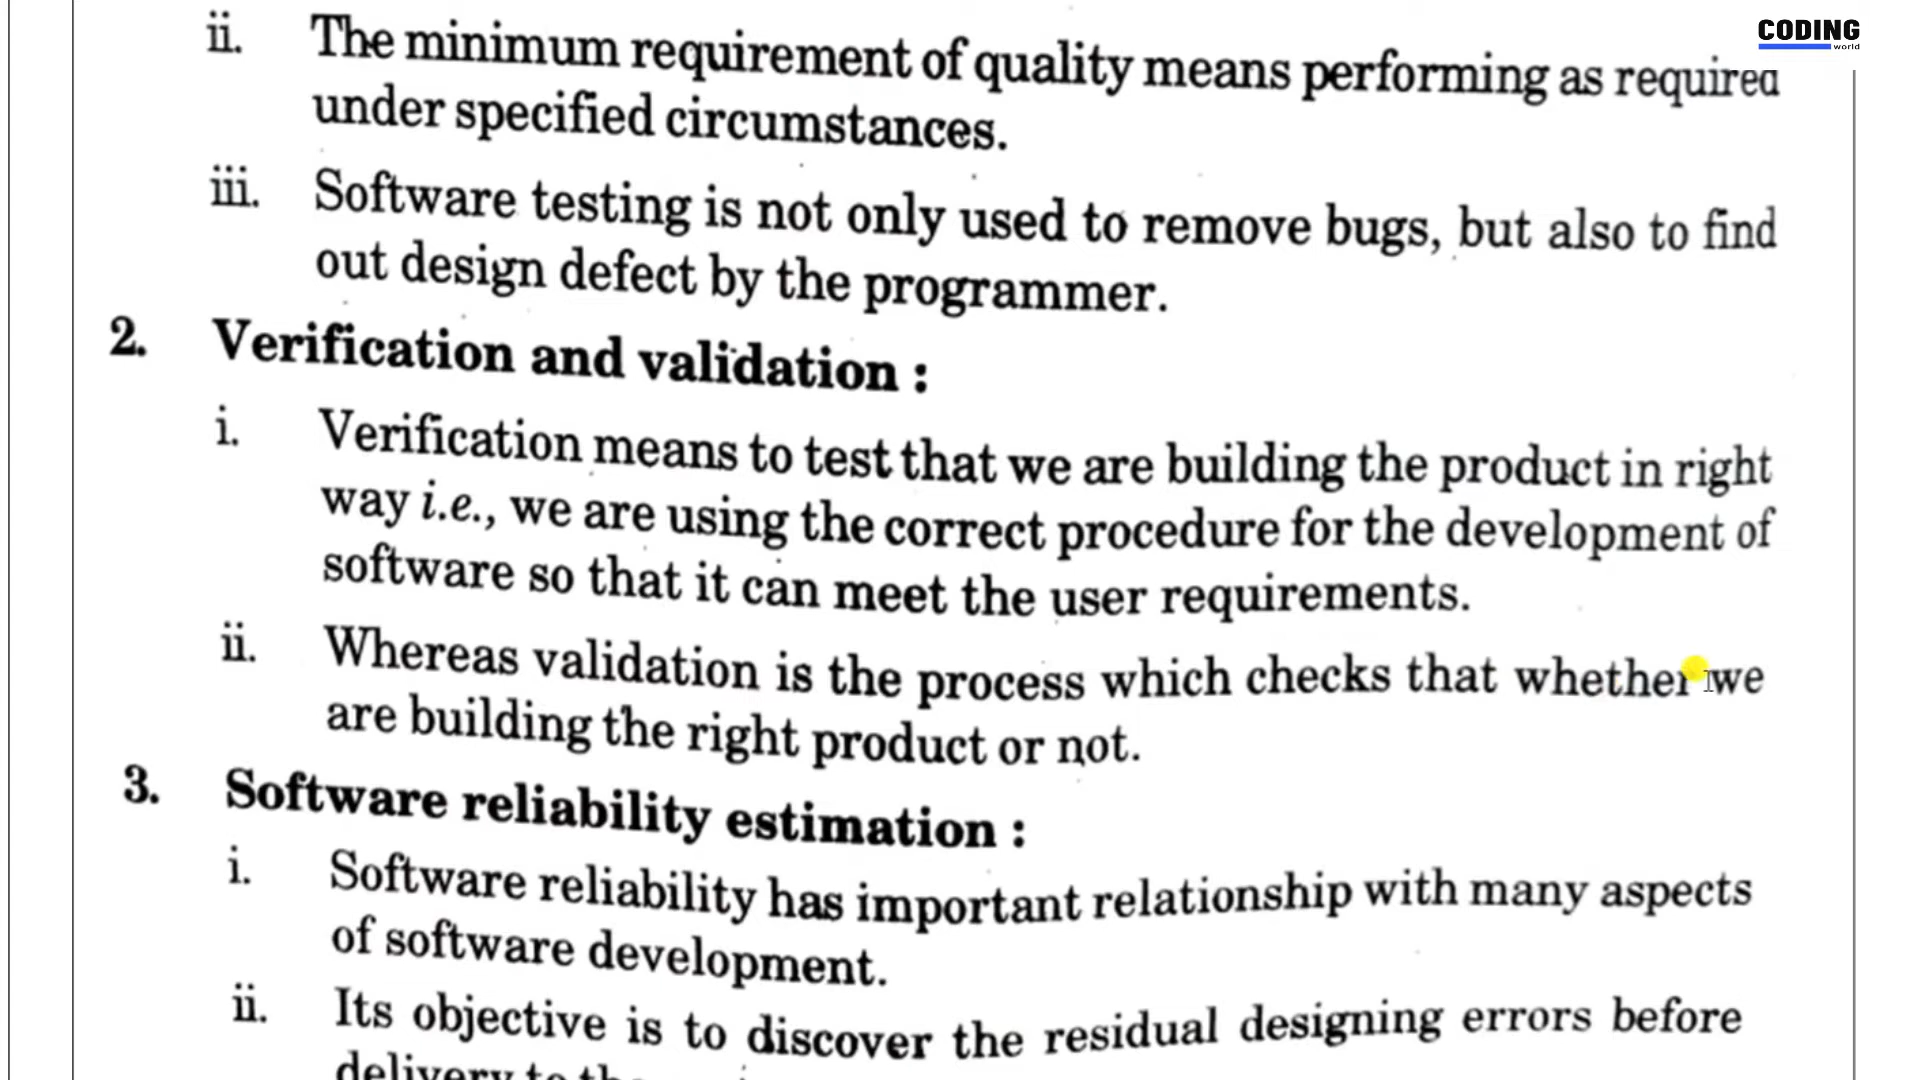 CODING
world
ii. The minimum requirement of quality means performing as required
under specified circumstances.
iii. Software testing is not only used to remove bugs, but also to find
out design defect by the programmer.
2. Verification and validation :
i. Verification means to test that we are building the product in right
way i.e., we are using the correct procedure for the development of
software so that it can meet the user requirements.
ii. Whereas validation is the process which checks that whether we
are building the right product or not.
3. Software reliability estimation :
i. Software reliability has important relationship with many aspects
of software development.
ii. Its objective is to discover the residual designing errors before
delivery to the